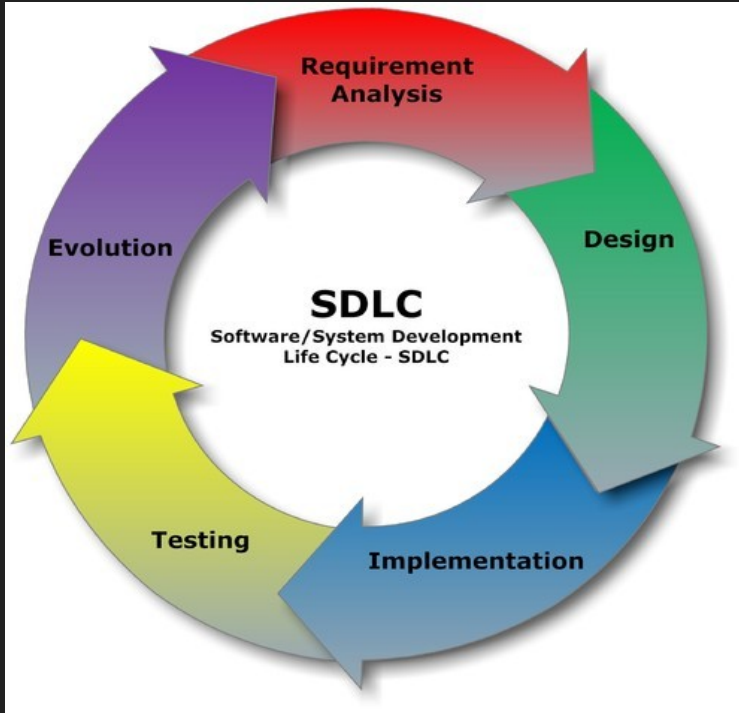 Requirement
Analysis
Design
Evolution
SDLC
Software/System Development
Life Cycle - SDLC
Testing
Implementation